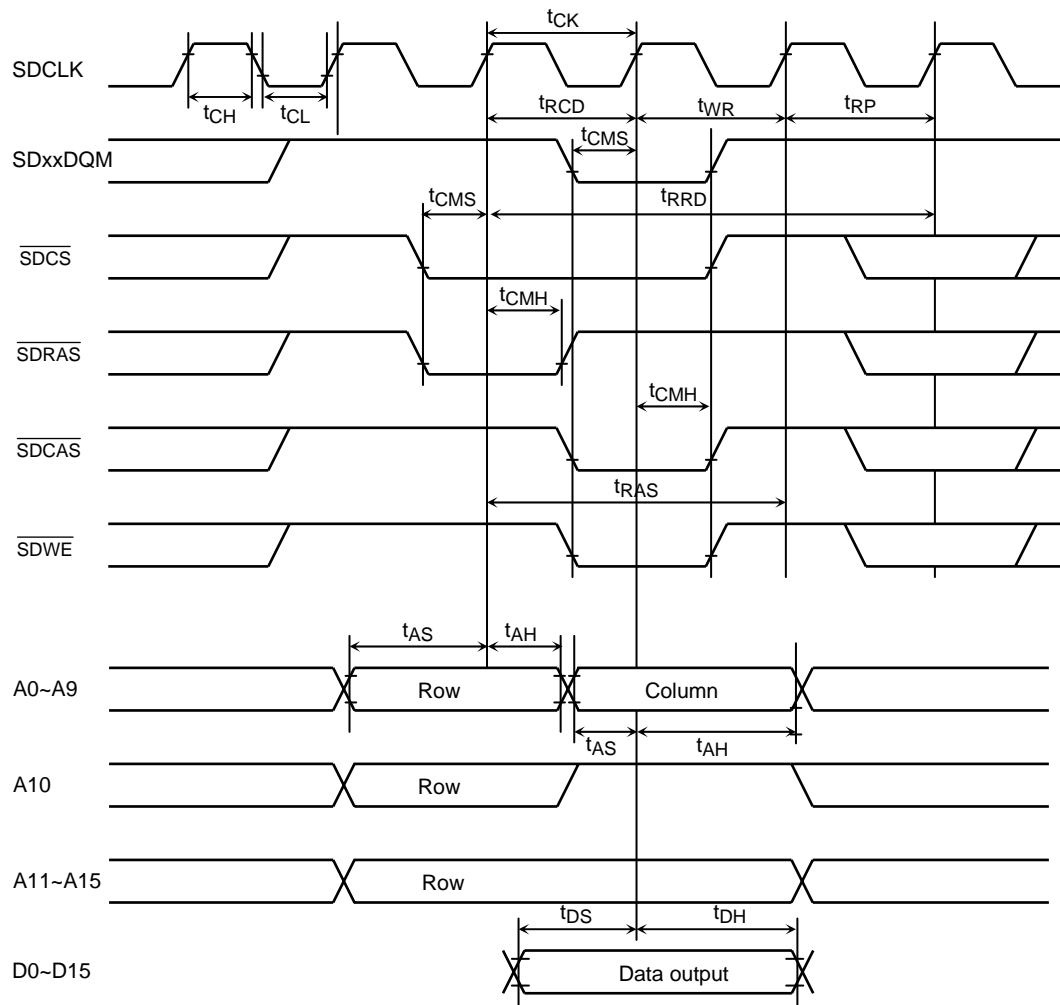 tCK
SDCLK
tCH
tCL
tRCD
tWR
tRP
tCMS
SDxxDQM
tCMS
tRRD
SDCS
tCMH
SDRAS
tCMH
SDCAS
tRAS
SDWE
tAS
tAH
A0~A9
Row
Column
tAS
tAH
A10
Row
A11~A15
Row
tDS
tDH
D0~D15
Data output